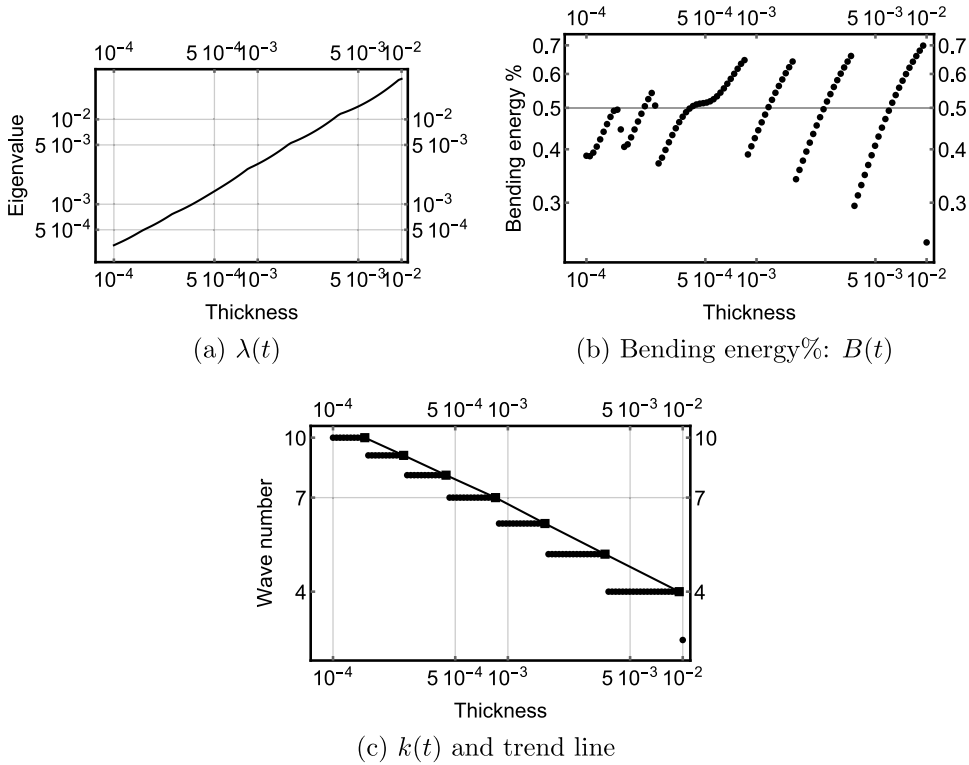 10⁻⁴ 5 10⁻⁴ 10⁻³ 5 10⁻³ 10⁻²
10⁻² 10⁻²
5 10⁻³ 5 10⁻³
10⁻³ 10⁻³
5 10⁻⁴ 5 10⁻⁴
Eigenvalue
10⁻⁴ 5 10⁻⁴ 10⁻³ 5 10⁻³ 10⁻²
Thickness
(a) λ(t)
10⁻⁴ 5 10⁻⁴ 10⁻³ 5 10⁻³ 10⁻²
0.7 0.7
0.6 0.6
0.5 0.5
0.4 0.4
0.3 0.3
Bending energy %
10⁻⁴ 5 10⁻⁴ 10⁻³ 5 10⁻³ 10⁻²
Thickness
(b) Bending energy%: B(t)
10⁻⁴ 5 10⁻⁴ 10⁻³ 5 10⁻³ 10⁻²
10 10
7 7
4 4
Wave number
10⁻⁴ 5 10⁻⁴ 10⁻³ 5 10⁻³ 10⁻²
Thickness
(c) k(t) and trend line